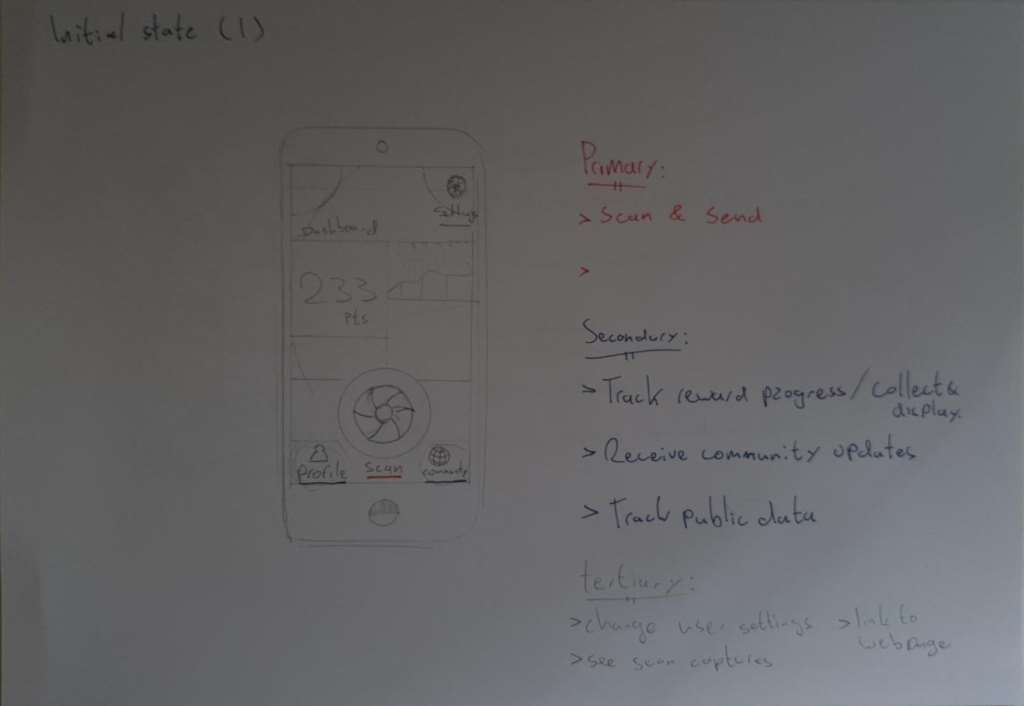 Initial state (1)
Dashboard
Settings
233
pts
Profile
scan
community
Primary:
> Scan & Send
>
Secondary:
> Track reward progress / collect &
display
> Receive community updates
> Track public data
tertiary:
> change user settings > link to
webpage
> see scan captures